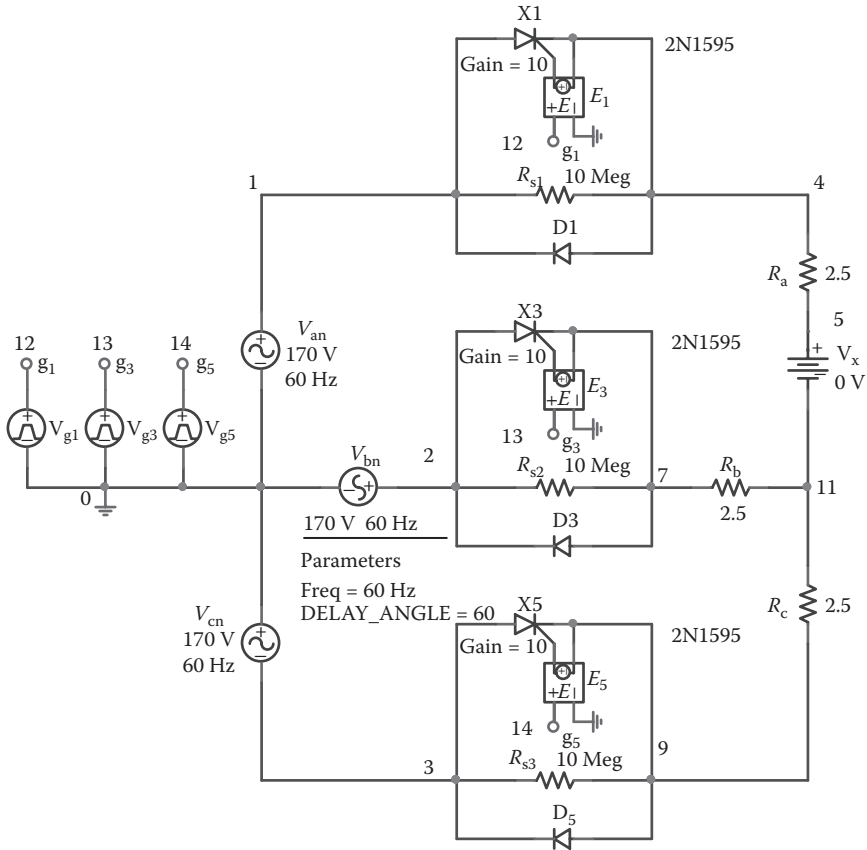 X1
2N1595
Gain = 10
+E−
E1
12
g1
Rs1
10 Meg
1
4
D1
Ra
2.5
X3
5
12
13
14
Van
170 V
60 Hz
2N1595
Gain = 10
+
Vx
0 V
g1
g3
g5
+E−
E3
Vg1
Vg3
Vg5
13
g3
Vbn
2
Rs2
10 Meg
7
Rb
11
0
2.5
170 V 60 Hz
D3
Parameters
Freq = 60 Hz
DELAY_ANGLE = 60
X5
Vcn
170 V
60 Hz
2N1595
Rc
2.5
Gain = 10
+E−
E5
14
g5
9
3
Rs3
10 Meg
D5